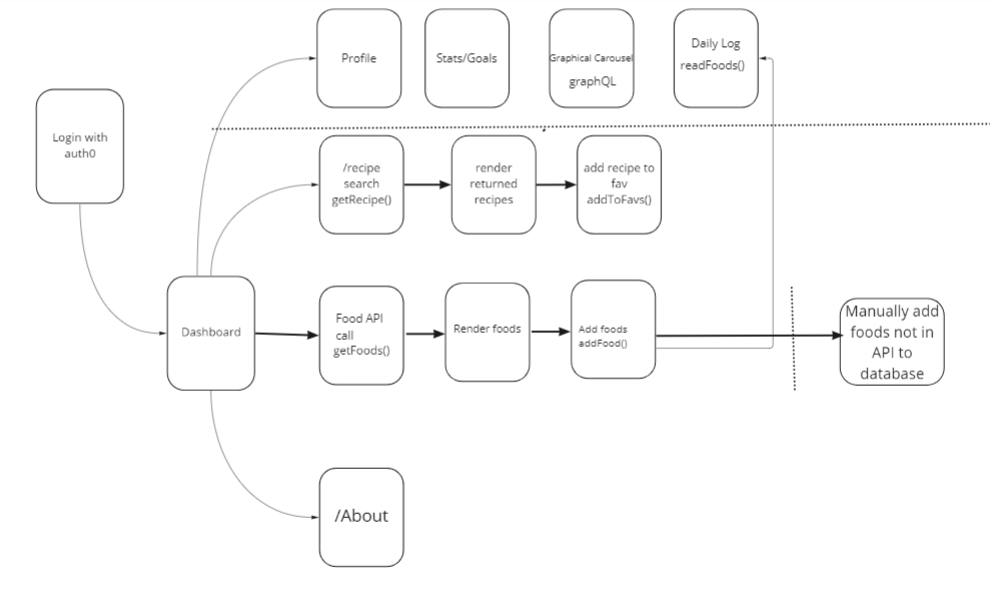 Profile
Stats/Goals
Graphical Carousel
graphQL
Daily Log
readFoods()
Login with
auth0
/recipe
search
getRecipe()
render
returned
recipes
add recipe to
fav
addToFavs()
Dashboard
Food API
call
getFoods()
Render foods
Add foods
addFood()
Manually add
foods not in
API to
database
/About